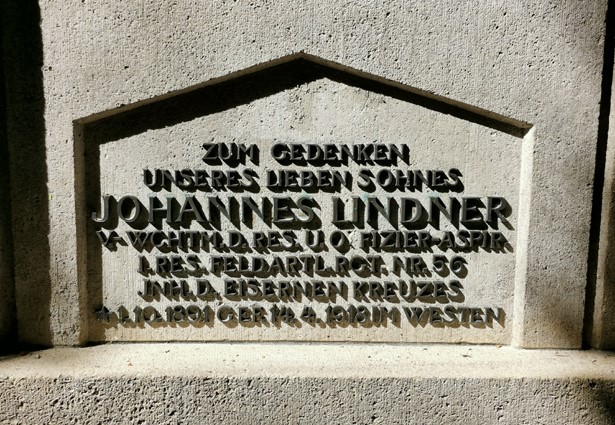 ZUM GEDENKEN
UNSERES LIEBEN SOHNES
JOHANNES LINDNER
V-WCHTM.D.RES. U. O FIZIER-ASPIR.
I.RES. FELDARTL.RGT. NR. 56
INH. D. EISERNEN KREUZES
* 1.10.1891 GEF 14.4.1918 IM WESTEN